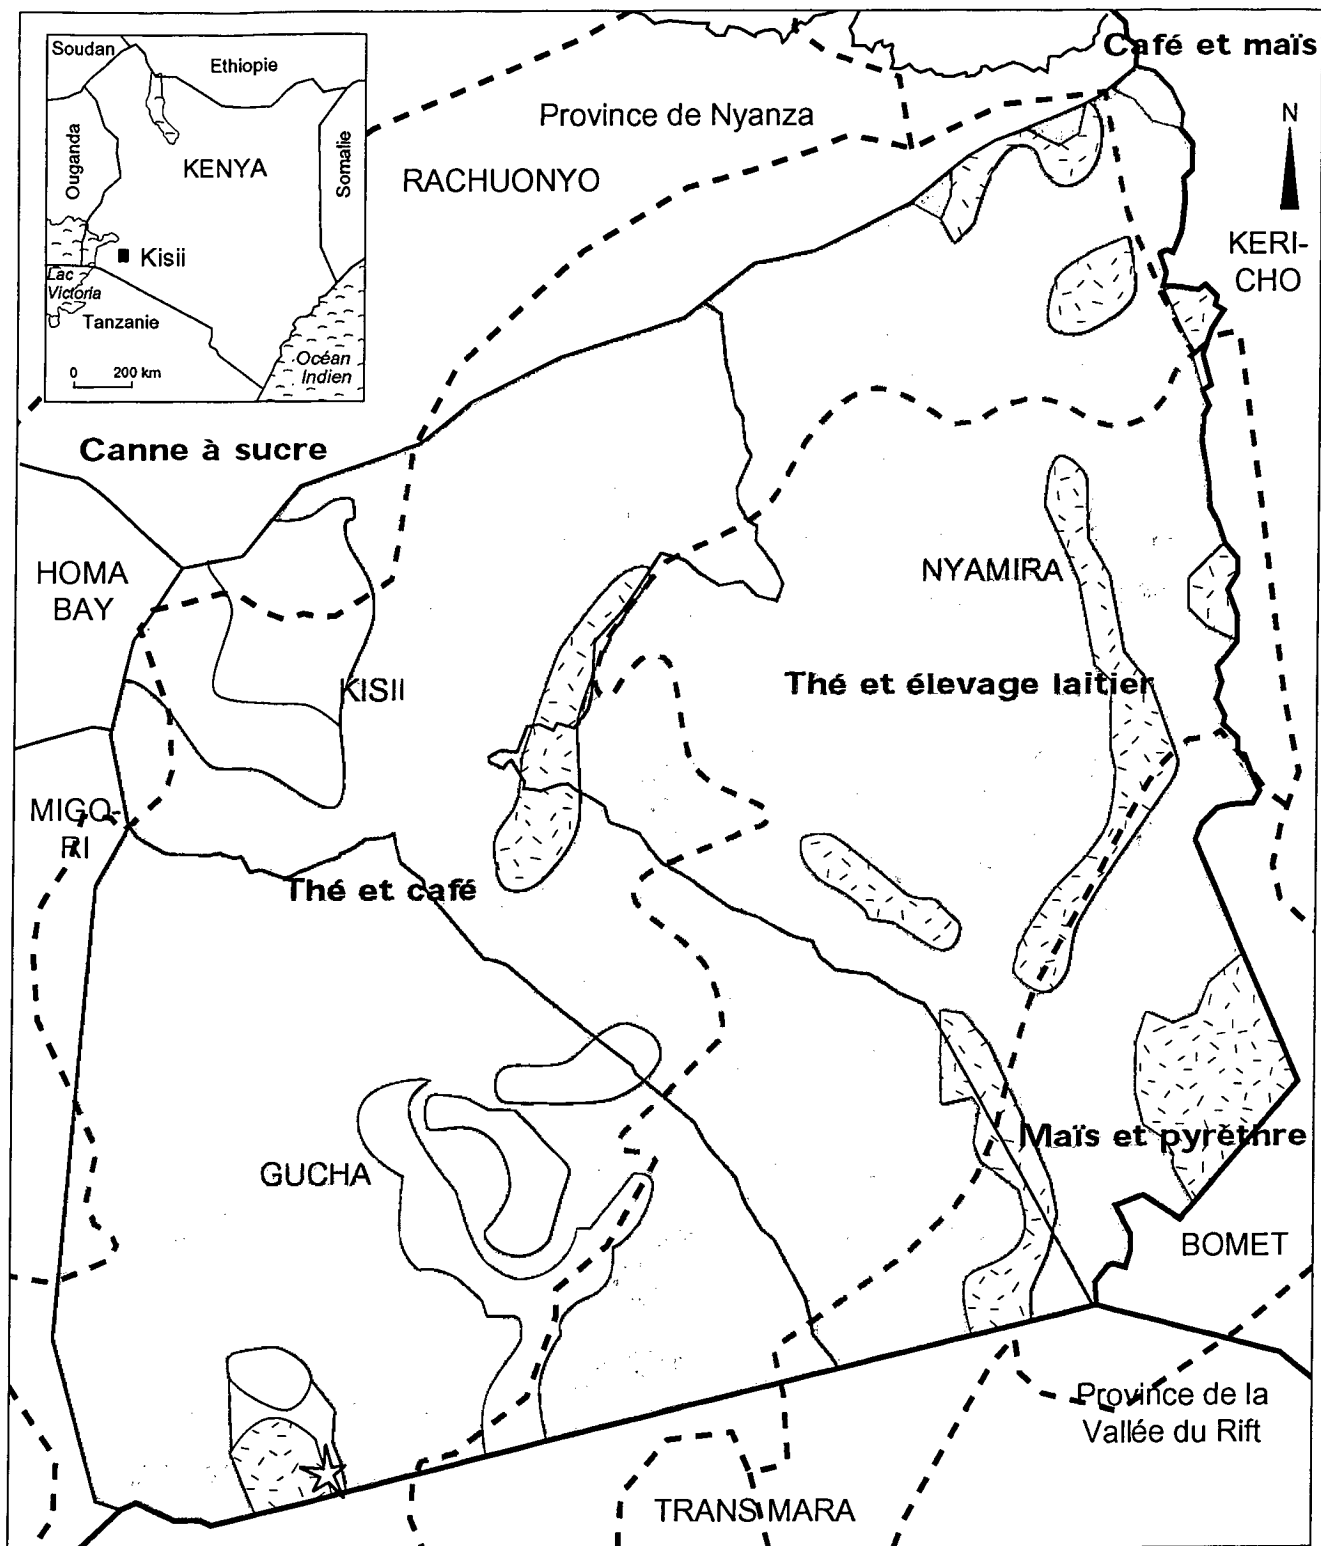 Soudan
Ethiopie
Ouganda
KENYA
Somalie
Kisii
Lac
Victoria
Tanzanie
Océan
Indien
0 200 km
Café et maïs
Province de Nyanza
N
RACHUONYO
KERI-
CHO
Canne à sucre
HOMA
BAY
NYAMIRA
KISII
Thé et élevage laitier
MIGO-
RI
Thé et café
Maïs et pyrèthre
GUCHA
BOMET
Province de la
Vallée du Rift
TRANS MARA